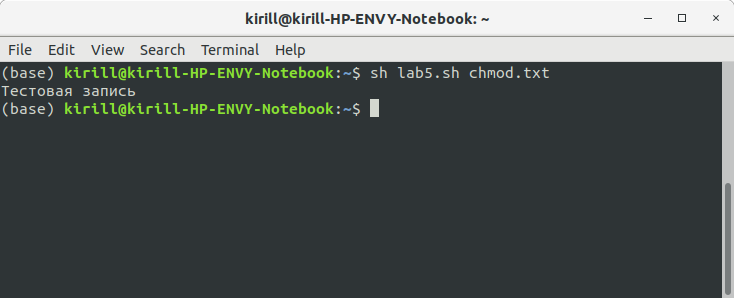 kirill@kirill-HP-ENVY-Notebook: ~
File Edit View Search Terminal Help
(base) kirill@kirill-HP-ENVY-Notebook:~$ sh lab5.sh chmod.txt
Тестовая запись
(base) kirill@kirill-HP-ENVY-Notebook:~$